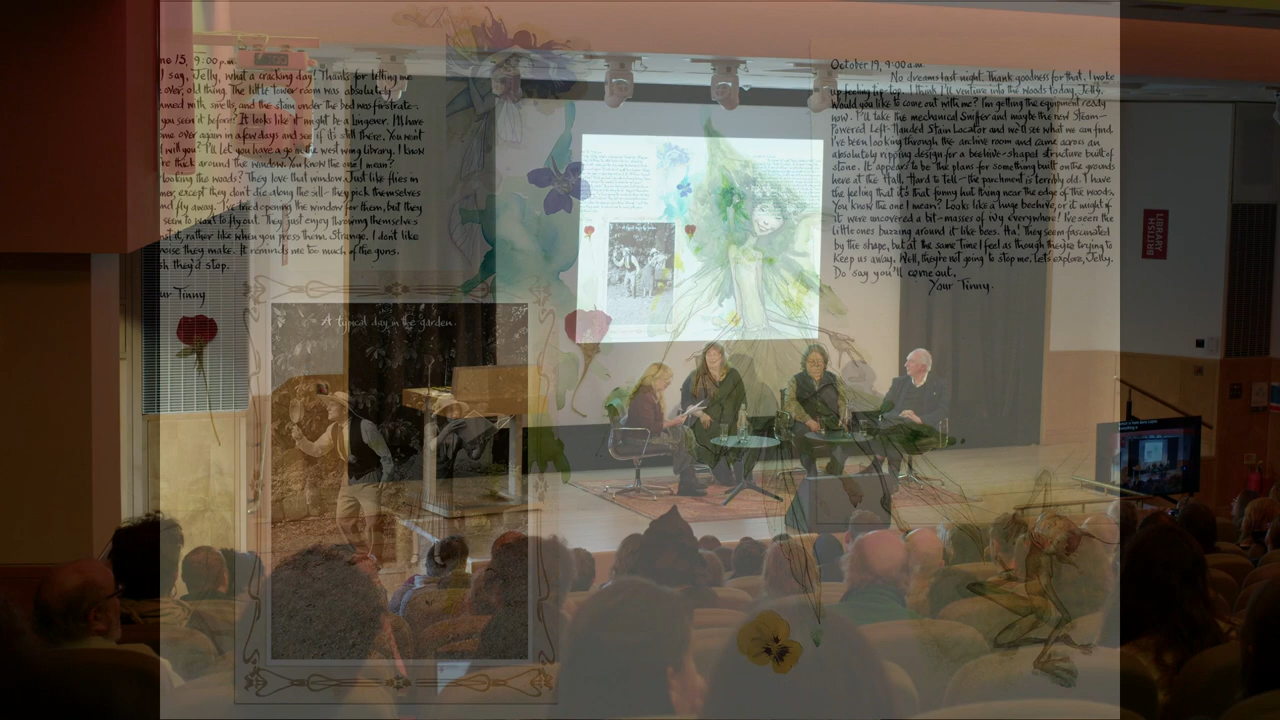 ne 15, 9:00 p.m.
I say, Jelly, what a cracking day! Thanks for letting me
over, old thing. The little tower room was absolutely
med with smells, and the stain under the bed was first-rate.
you seen it before? It looks like it might be a Lingerer. I'll have
me over again in a few days and see if it's still there. You won't
will you? I'll let you have a go in the west wing library. I know
re thick around the window. You know the one I mean?
looking the woods? They love that window. Just like flies in
mer, except they don't die along the sill-they pick themselves
nd fly away. I've tried opening the window for them, but they
seem to want to fly out. They just enjoy throwing themselves
st it, rather like when you press them. Strange. I don't like
noise they make. It reminds me too much of the guns.
sh they'd stop.
ur Tinny
A typical day in the garden.
October 19, 9:00 a.m.
No dreams last night. Thank goodness for that. I woke
up feeling tip-top. I think I'll venture into the woods today, Jelly.
Would you like to come out with me? I'm getting the equipment ready
now. I'll take the mechanical Sniffer and maybe the new Steam-
Powered Left-Handed Stain Locator and we'll see what we can find.
I've been looking through the archive room and came across an
absolutely ripping design for a beehive-shaped structure built of
stone. It appears to be the plans for something built on the grounds
here at the Hall. Hard to tell-the parchment is terribly old. I have
the feeling that it's that funny hut thing near the edge of the woods,
You know the one I mean? Looks like a huge beehive, or it might if
it were uncovered a bit-masses of ivy everywhere! I've seen the
little ones buzzing around it like bees. Ha! They seem fascinated
by the shape, but at the same time I feel as though they're trying to
keep us away. Well, they're not going to stop me. Let's explore, Jelly.
Do say you'll come out.
Your Tinny.
BRITISH
LIBRARY